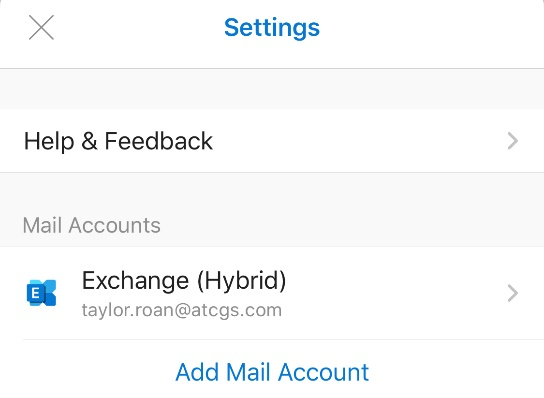 Settings
Help & Feedback
Mail Accounts
E
Exchange (Hybrid)
taylor.roan@atcgs.com
Add Mail Account